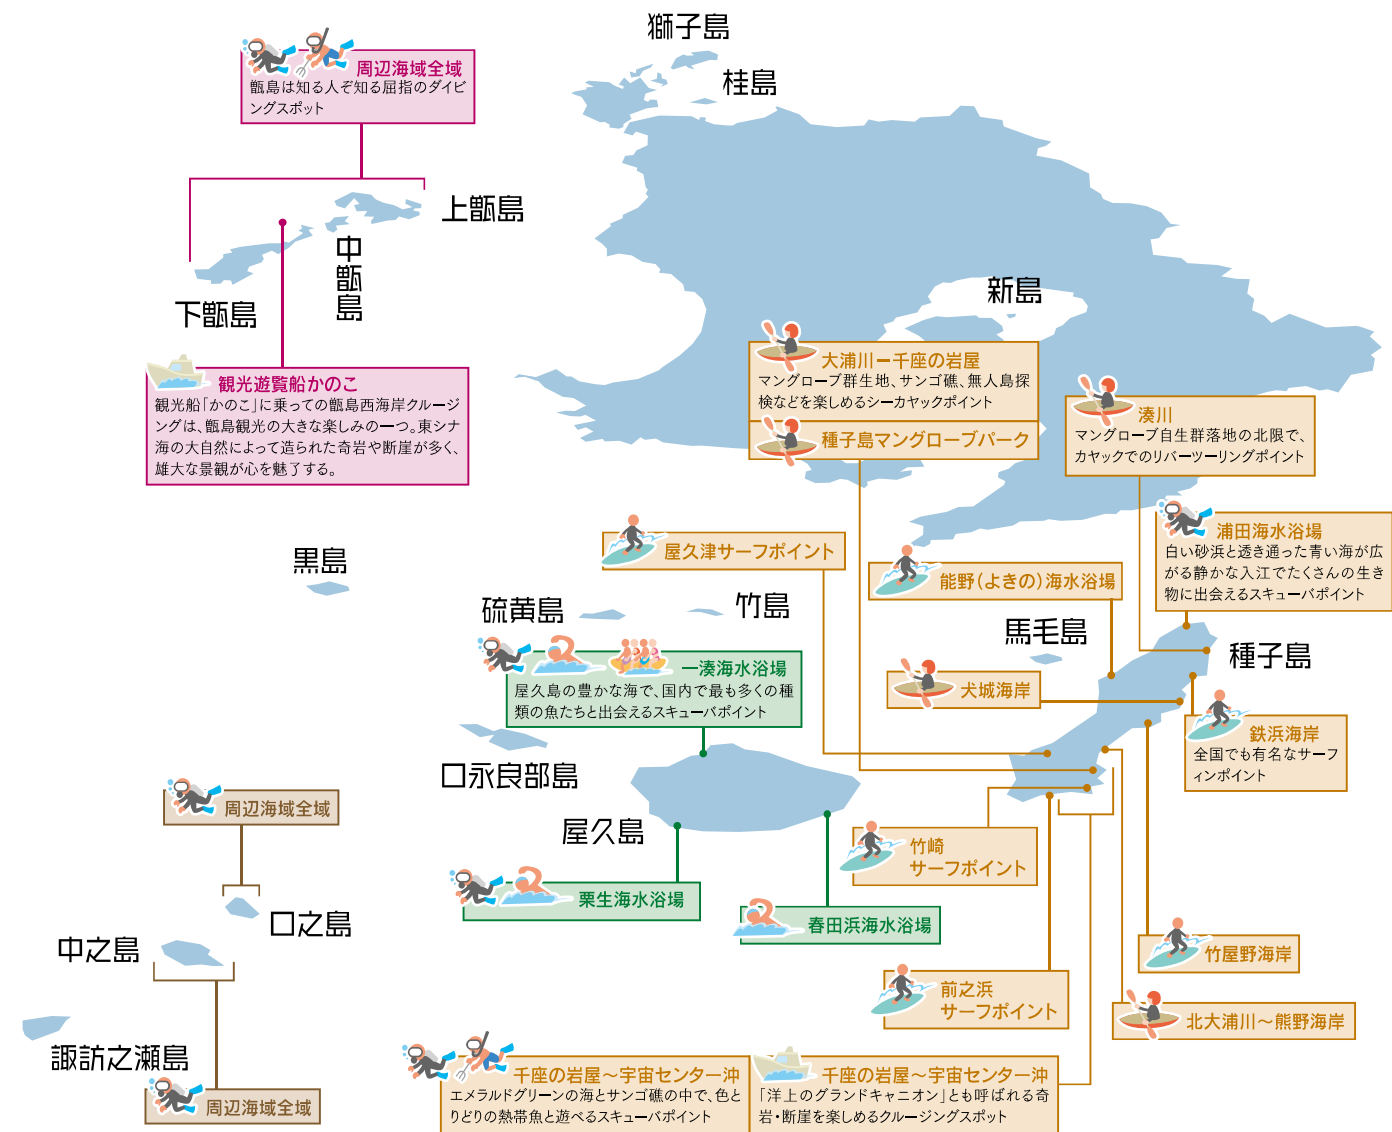 獅子島
桂島
周辺海域全域
甑島は知る人ぞ知る屈指のダイビ
ングスポット
上甑島
中甑島
下甑島
新島
観光遊覧船かのこ
観光船「かのこ」に乗っての甑島西海岸クルージ
ングは、甑島観光の大きな楽しみの一つ。東シナ
海の大自然によって造られた奇岩や断崖が多く、
雄大な景観が心を魅了する。
大浦川ー千座の岩屋
マングローブ群生地、サンゴ礁、無人島探
検などを楽しめるシーカヤックポイント
種子島マングローブパーク
湊川
マングローブ自生群落地の北限で、
カヤックでのリバーツーリングポイント
浦田海水浴場
白い砂浜と透き通った青い海が広
がる静かな入江でたくさんの生き
物に出会えるスキューバポイント
屋久津サーフポイント
能野(よきの)海水浴場
黒島
硫黄島
竹島
馬毛島
種子島
一湊海水浴場
屋久島の豊かな海で、国内で最も多くの種
類の魚たちと出会えるスキューバポイント
犬城海岸
鉄浜海岸
全国でも有名なサーフ
ィンポイント
口永良部島
屋久島
周辺海域全域
竹崎
サーフポイント
栗生海水浴場
春田浜海水浴場
口之島
中之島
竹屋野海岸
前之浜
サーフポイント
北大浦川〜熊野海岸
諏訪之瀬島
周辺海域全域
千座の岩屋〜宇宙センター沖
エメラルドグリーンの海とサンゴ礁の中で、色と
りどりの熱帯魚と遊べるスキューバポイント
千座の岩屋〜宇宙センター沖
「洋上のグランドキャニオン」とも呼ばれる奇
岩・断崖を楽しめるクルージングスポット